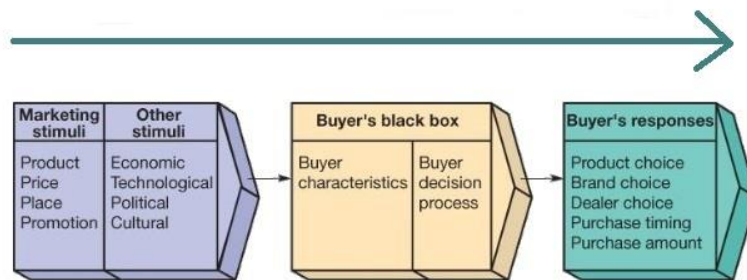 Marketing
stimuli
Product
Price
Place
Promotion
Other
stimuli
Economic
Technological
Political
Cultural
Buyer's black box
Buyer
characteristics
Buyer
decision
process
Buyer's responses
Product choice
Brand choice
Dealer choice
Purchase timing
Purchase amount